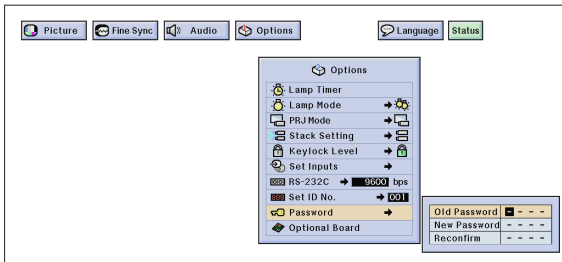 Picture Fine Sync Audio Options Language Status
Options
Lamp Timer
Lamp Mode
PRJ Mode
Stack Setting
Keylock Level
Set Inputs
RS-232C 9600 bps
Set ID No. 001
Password
Optional Board
Old Password - - - -
New Password - - - -
Reconfirm - - - -